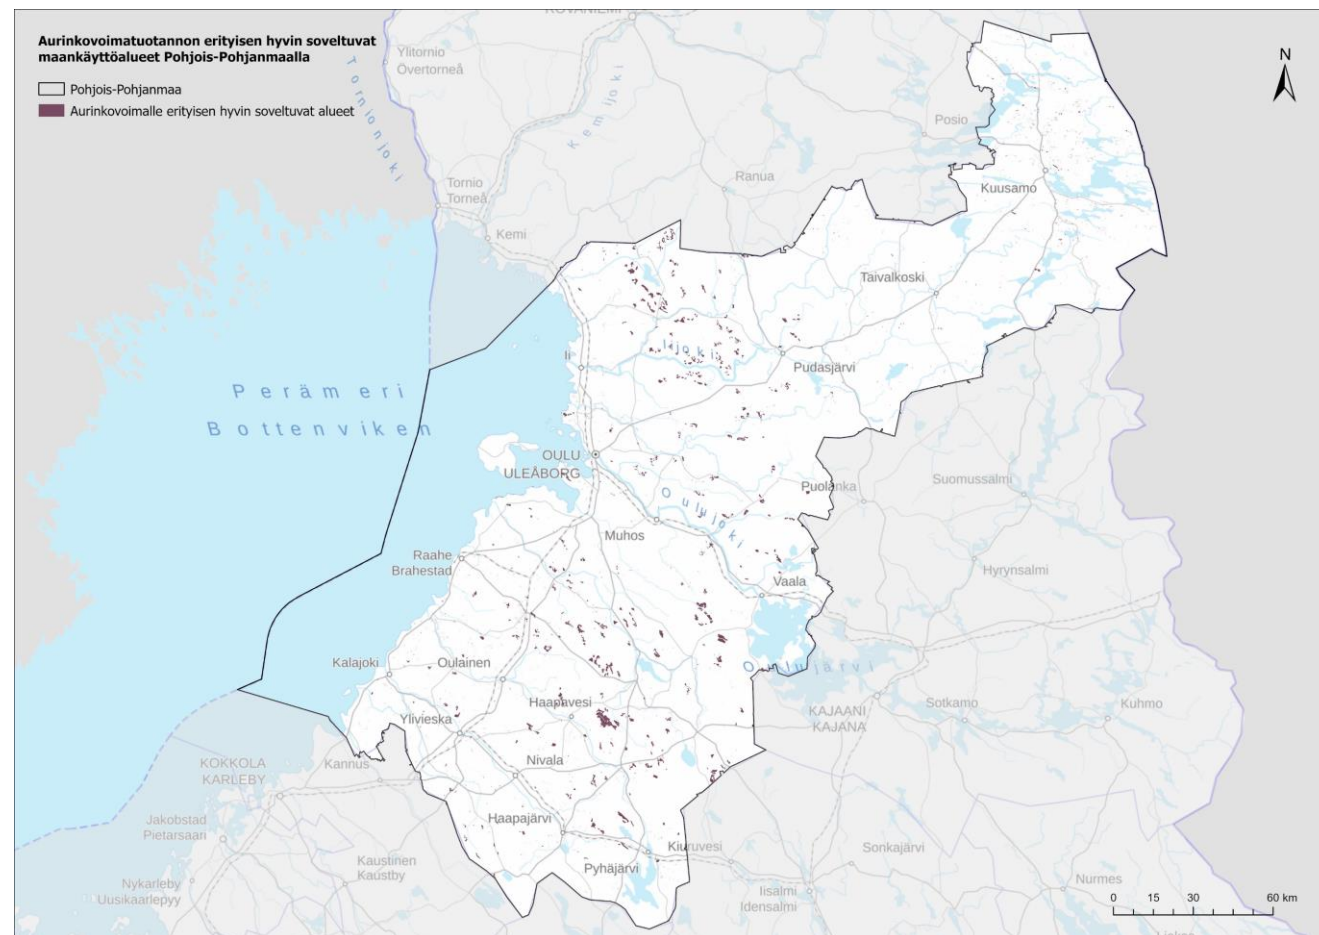 Aurinkovoimatuotannon erityisen hyvin soveltuvat
maankäyttöalueet Pohjois-Pohjanmaalla
Pohjois-Pohjanmaa
Aurinkovoimalle erityisen hyvin soveltuvat alueet
ROVANIEMI
N
Ylitornio
Övertorneå
Tornionjoki
Kemijoki
Posio
Ranua
Tornio
Torneå
Kuusamo
Kemi
Taivalkoski
Ii
Iijoki
Pudasjärvi
Perämeri
Bottenviken
OULU
ULEÅBORG
Oulujoki
Puolanka
Suomussalmi
Muhos
Raahe
Brahestad
Hyrynsalmi
Vaala
Kalajoki
Oulainen
Oulujärvi
Haapavesi
KAJAANI
KAJANA
Sotkamo
Kuhmo
Ylivieska
KOKKOLA
KARLEBY
Kannus
Nivala
Jakobstad
Pietarsaari
Haapajärvi
Kiuruvesi
Sonkajärvi
Kaustinen
Kaustby
Pyhäjärvi
Nykarleby
Uusikaarlepyy
Iisalmi
Idensalmi
Nurmes
0 15 30 60 km